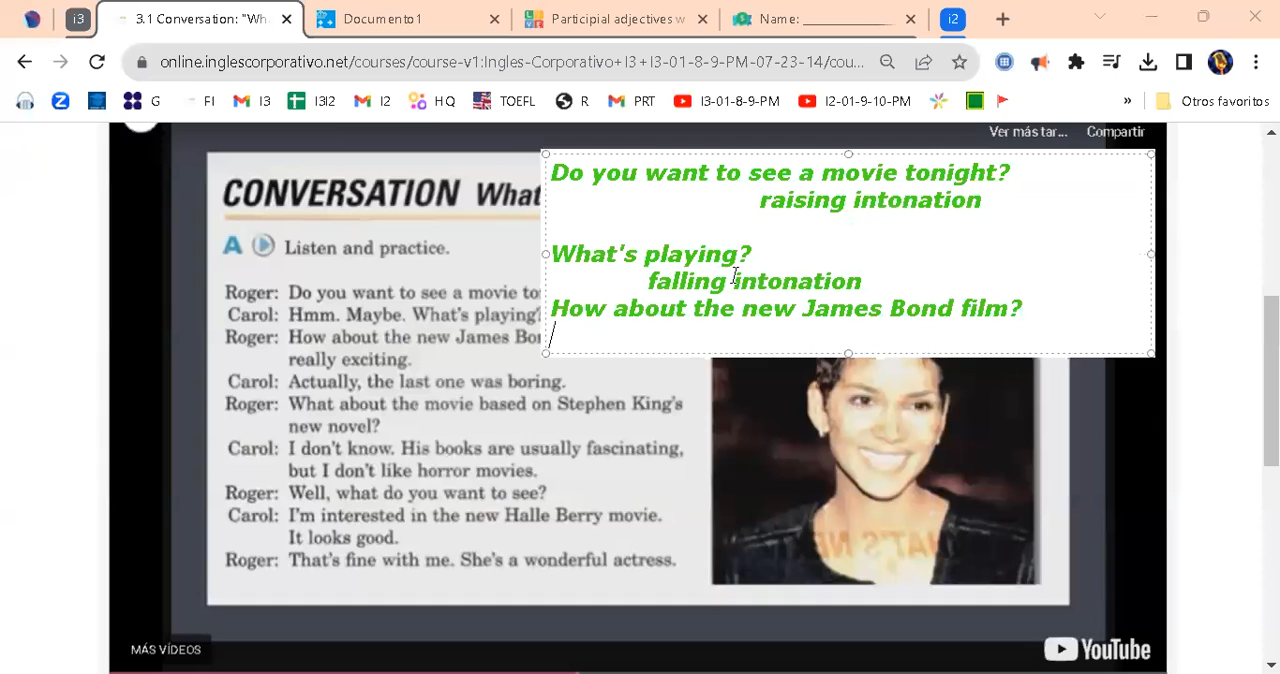 i3
3.1 Conversation: "Wh
Documento1
Participial adjectives w
Name: ____________
i2
online.inglescorporativo.net/courses/course-v1:Ingles-Corporativo+I3+I3-01-8-9-PM-07-23-14/cou...
G
FI
I3
I3I2
I2
HQ
TOEFL
R
PRT
I3-01-8-9-PM
I2-01-9-10-PM
»
Otros favoritos
Ver más tar...
Compartir
CONVERSATION What
Do you want to see a movie tonight?
raising intonation
What's playing?
falling intonation
How about the new James Bond film?
A Listen and practice.
Roger: Do you want to see a movie to
Carol: Hmm. Maybe. What's playing?
Roger: How about the new James Bo
really exciting.
Carol: Actually, the last one was boring.
Roger: What about the movie based on Stephen King's
new novel?
Carol: I don't know. His books are usually fascinating,
but I don't like horror movies.
Roger: Well, what do you want to see?
Carol: I'm interested in the new Halle Berry movie.
It looks good.
Roger: That's fine with me. She's a wonderful actress.
MÁS VÍDEOS
YouTube